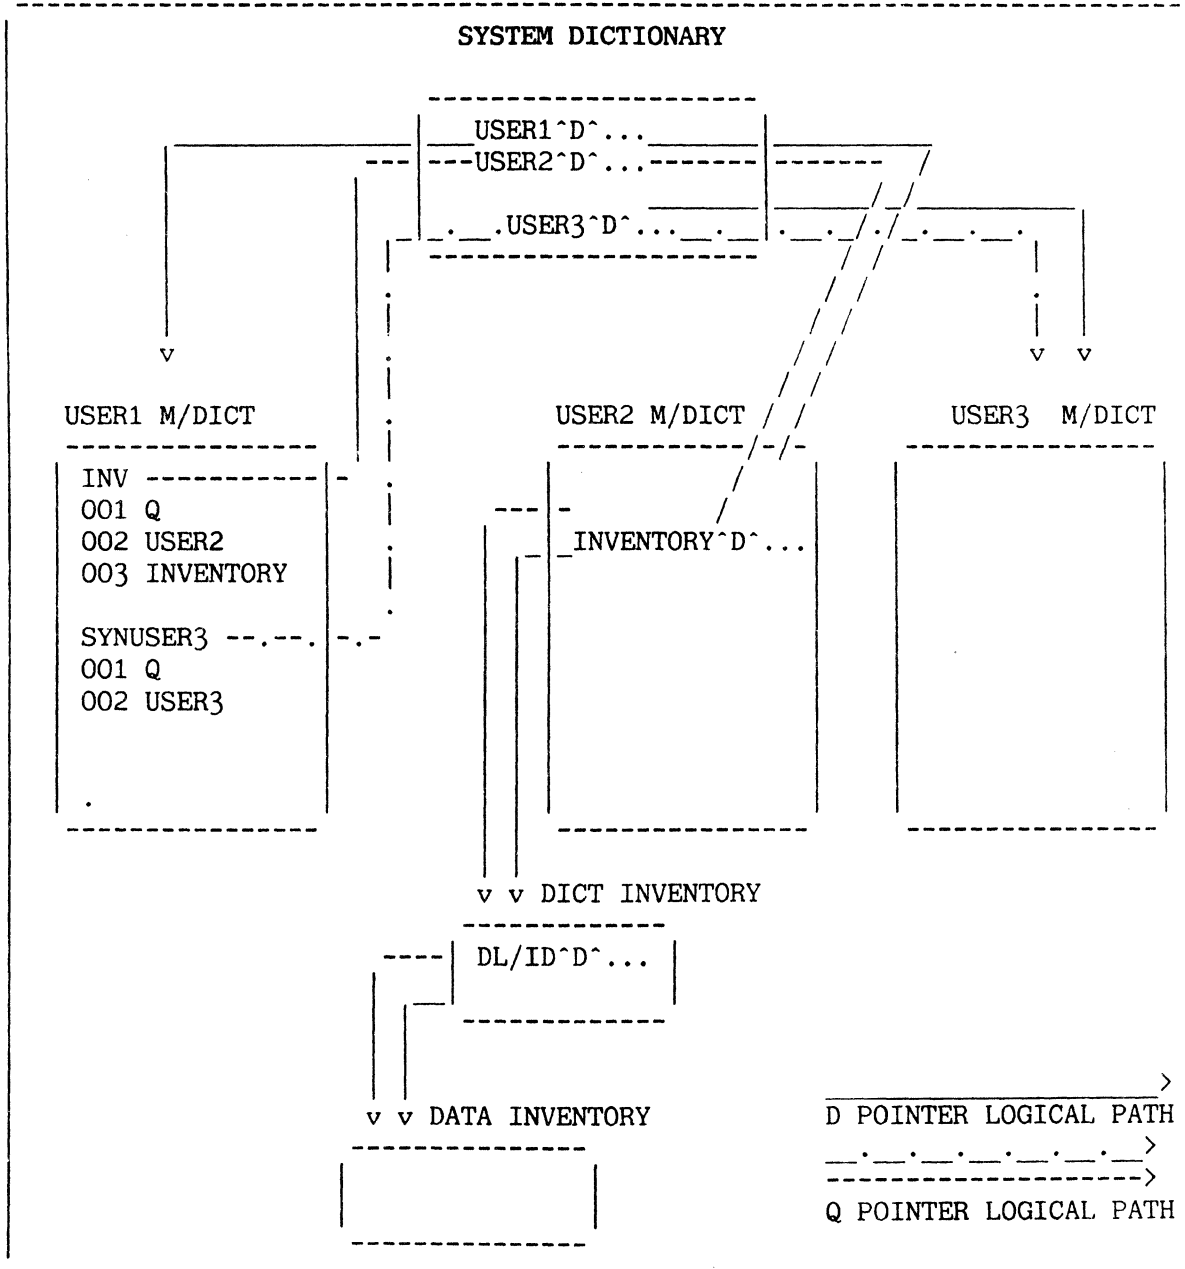 SYSTEM DICTIONARY
USER1^D^...
USER2^D^...
USER3^D^...
USER1 M/DICT
USER2 M/DICT
USER3 M/DICT
INV
001 Q
002 USER2
003 INVENTORY
SYNUSER3
001 Q
002 USER3
.
INVENTORY^D^...
DICT INVENTORY
DL/ID^D^...
DATA INVENTORY
D POINTER LOGICAL PATH
Q POINTER LOGICAL PATH